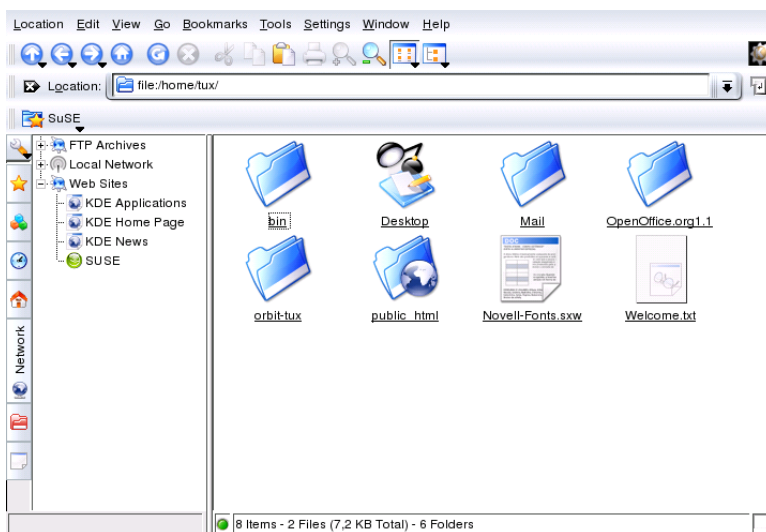 Location Edit View Go Bookmarks Tools Settings Window Help
Location: file:/home/tux/
SuSE
FTP Archives
Local Network
Web Sites
KDE Applications
KDE Home Page
KDE News
SUSE
Network
bin Desktop Mail OpenOffice.org1.1
orbit-tux public_html Novell-Fonts.sxw Welcome.txt
8 Items - 2 Files (7,2 KB Total) - 6 Folders